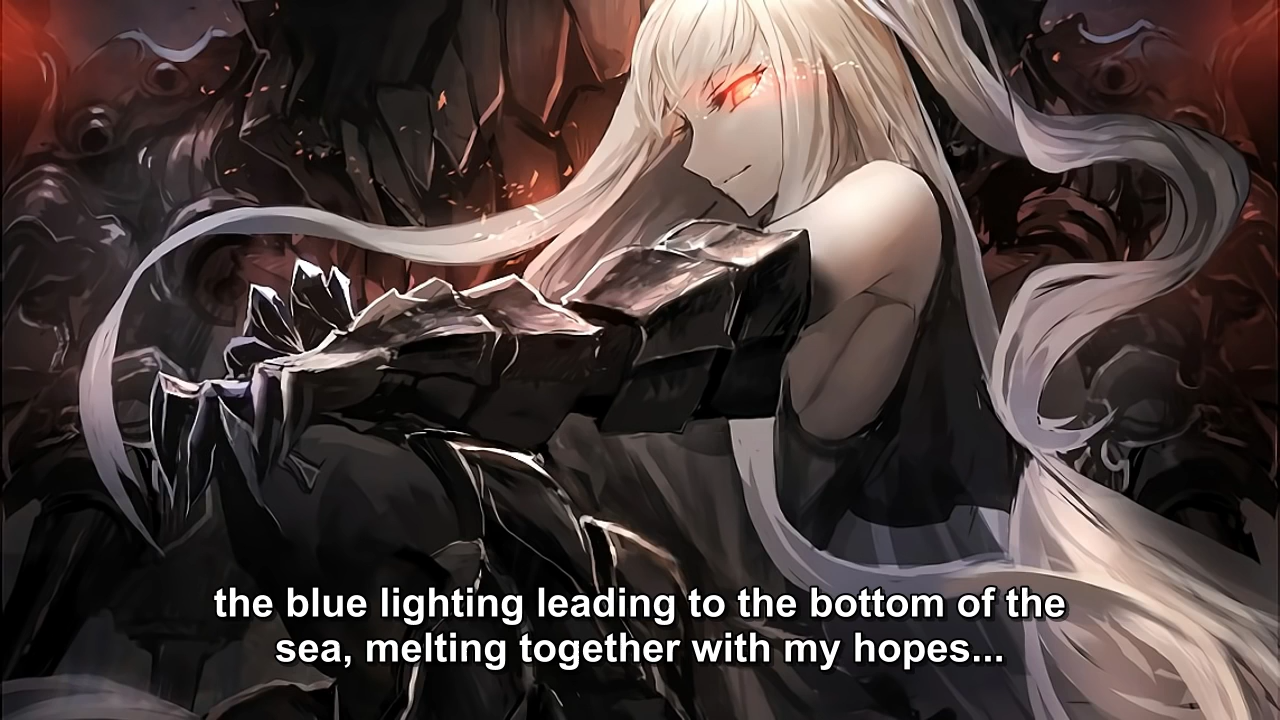 the blue lighting leading to the bottom of the
sea, melting together with my hopes...